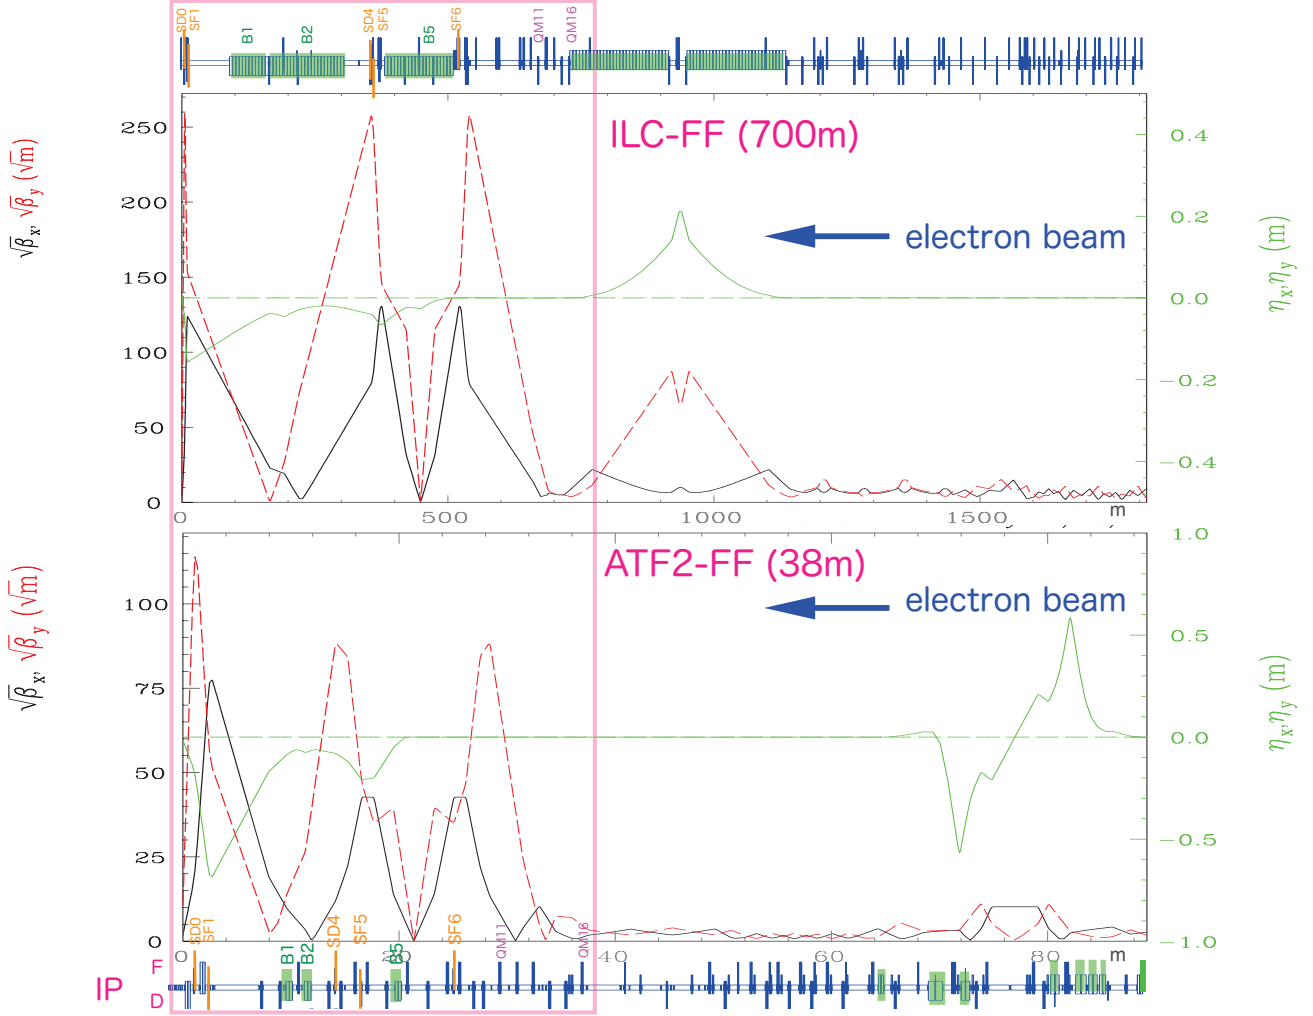 SD0 SF1 B1 B2 SD4 SF5 B5 SF6 QM11 QM16
ILC-FF (700m)
electron beam
√βx, √βy (√m)
250
200
150
100
50
0
0.4
0.2
0.0
−0.2
−0.4
ηx,ηy (m)
0 500 1000 1500 m
ATF2-FF (38m)
electron beam
√βx, √βy (√m)
100
75
50
25
0
1.0
0.5
0.0
−0.5
−1.0
ηx,ηy (m)
0 20 40 60 80 m
SD0 SF1 B1 B2 SD4 SF5 B5 SF6 QM11 QM16
IP
F
D